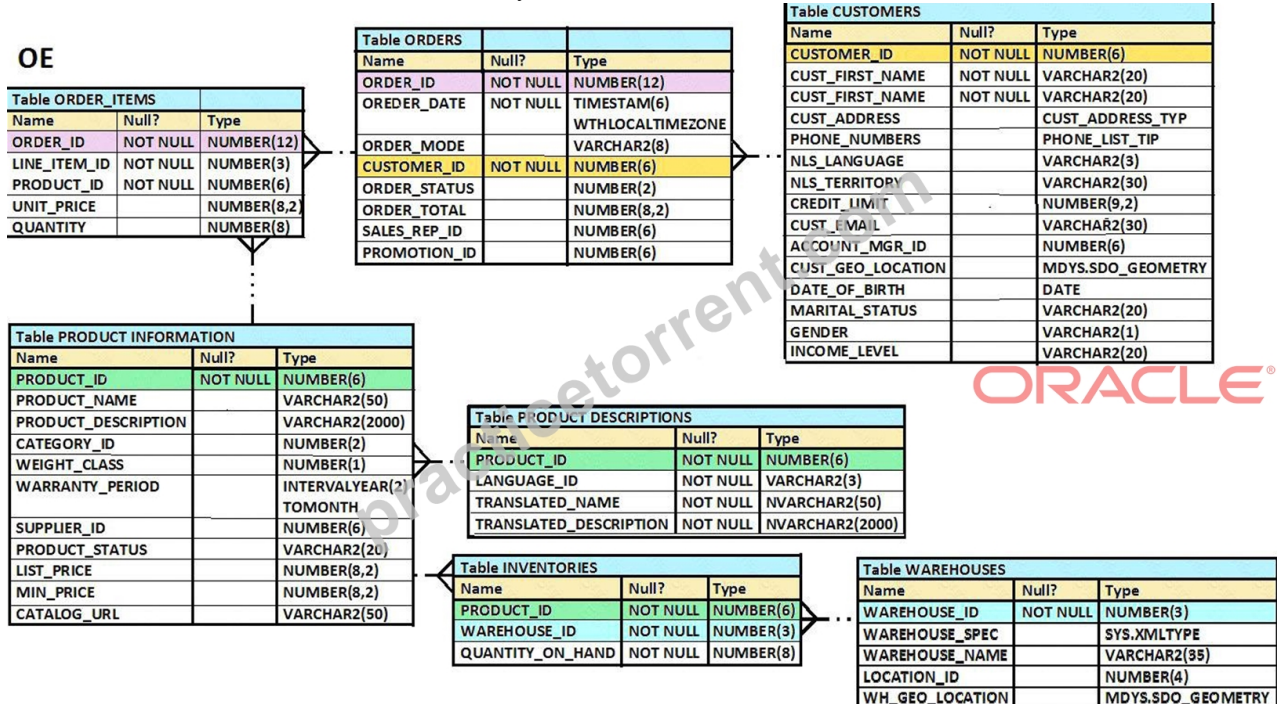 OE
Table ORDER_ITEMS
Name Null? Type
ORDER_ID NOT NULL NUMBER(12)
LINE_ITEM_ID NOT NULL NUMBER(3)
PRODUCT_ID NOT NULL NUMBER(6)
UNIT_PRICE NUMBER(8,2)
QUANTITY NUMBER(8)
Table ORDERS
Name Null? Type
ORDER_ID NOT NULL NUMBER(12)
OREDER_DATE NOT NULL TIMESTAM(6)
WTHLOCALTIMEZONE
ORDER_MODE VARCHAR2(8)
CUSTOMER_ID NOT NULL NUMBER(6)
ORDER_STATUS NUMBER(2)
ORDER_TOTAL NUMBER(8,2)
SALES_REP_ID NUMBER(6)
PROMOTION_ID NUMBER(6)
Table CUSTOMERS
Name Null? Type
CUSTOMER_ID NOT NULL NUMBER(6)
CUST_FIRST_NAME NOT NULL VARCHAR2(20)
CUST_FIRST_NAME NOT NULL VARCHAR2(20)
CUST_ADDRESS CUST_ADDRESS_TYP
PHONE_NUMBERS PHONE_LIST_TIP
NLS_LANGUAGE VARCHAR2(3)
NLS_TERRITORY VARCHAR2(30)
CREDIT_LIMIT NUMBER(9,2)
CUST_EMAIL VARCHAR2(30)
ACCOUNT_MGR_ID NUMBER(6)
CUST_GEO_LOCATION MDYS.SDO_GEOMETRY
DATE_OF_BIRTH DATE
MARITAL_STATUS VARCHAR2(20)
GENDER VARCHAR2(1)
INCOME_LEVEL VARCHAR2(20)
ORACLE®
Table PRODUCT INFORMATION
Name Null? Type
PRODUCT_ID NOT NULL NUMBER(6)
PRODUCT_NAME VARCHAR2(50)
PRODUCT_DESCRIPTION VARCHAR2(2000)
CATEGORY_ID NUMBER(2)
WEIGHT_CLASS NUMBER(1)
WARRANTY_PERIOD INTERVALYEAR(2)
TOMONTH
SUPPLIER_ID NUMBER(6)
PRODUCT_STATUS VARCHAR2(20)
LIST_PRICE NUMBER(8,2)
MIN_PRICE NUMBER(8,2)
CATALOG_URL VARCHAR2(50)
Table PRODUCT DESCRIPTIONS
Name Null? Type
PRODUCT_ID NOT NULL NUMBER(6)
LANGUAGE_ID NOT NULL VARCHAR2(3)
TRANSLATED_NAME NOT NULL NVARCHAR2(50)
TRANSLATED_DESCRIPTION NOT NULL NVARCHAR2(2000)
Table INVENTORIES
Name Null? Type
PRODUCT_ID NOT NULL NUMBER(6)
WAREHOUSE_ID NOT NULL NUMBER(3)
QUANTITY_ON_HAND NOT NULL NUMBER(8)
Table WAREHOUSES
Name Null? Type
WAREHOUSE_ID NOT NULL NUMBER(3)
WAREHOUSE_SPEC SYS.XMLTYPE
WAREHOUSE_NAME VARCHAR2(35)
LOCATION_ID NUMBER(4)
WH_GEO_LOCATION MDYS.SDO_GEOMETRY
practicetorrent.com